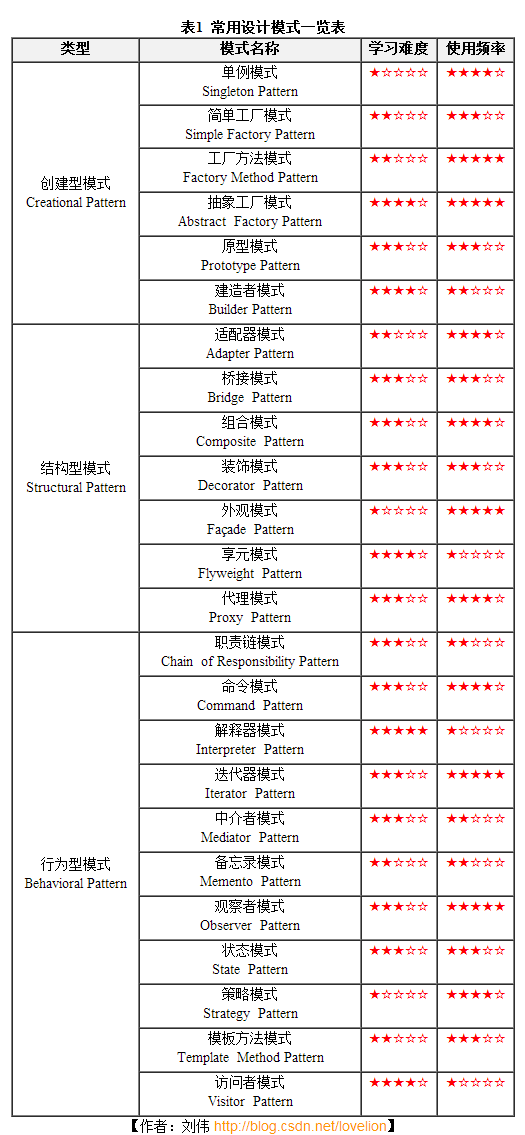 表1 常用设计模式一览表
类型 模式名称 学习难度 使用频率
创建型模式
Creational Pattern
单例模式 ★☆☆☆☆ ★★★★☆
Singleton Pattern
简单工厂模式 ★★☆☆☆ ★★★☆☆
Simple Factory Pattern
工厂方法模式 ★★☆☆☆ ★★★★★
Factory Method Pattern
抽象工厂模式 ★★★★☆ ★★★★★
Abstract Factory Pattern
原型模式 ★★★☆☆ ★★★☆☆
Prototype Pattern
建造者模式 ★★★★☆ ★★☆☆☆
Builder Pattern
结构型模式
Structural Pattern
适配器模式 ★★☆☆☆ ★★★★☆
Adapter Pattern
桥接模式 ★★★☆☆ ★★★☆☆
Bridge Pattern
组合模式 ★★★☆☆ ★★★★☆
Composite Pattern
装饰模式 ★★★☆☆ ★★★☆☆
Decorator Pattern
外观模式 ★☆☆☆☆ ★★★★★
Façade Pattern
享元模式 ★★★★☆ ★☆☆☆☆
Flyweight Pattern
代理模式 ★★★☆☆ ★★★★☆
Proxy Pattern
行为型模式
Behavioral Pattern
职责链模式 ★★★☆☆ ★★☆☆☆
Chain of Responsibility Pattern
命令模式 ★★★☆☆ ★★★★☆
Command Pattern
解释器模式 ★★★★★ ★☆☆☆☆
Interpreter Pattern
迭代器模式 ★★★☆☆ ★★★★★
Iterator Pattern
中介者模式 ★★★☆☆ ★★☆☆☆
Mediator Pattern
备忘录模式 ★★☆☆☆ ★★☆☆☆
Memento Pattern
观察者模式 ★★★☆☆ ★★★★★
Observer Pattern
状态模式 ★★★☆☆ ★★★☆☆
State Pattern
策略模式 ★☆☆☆☆ ★★★★☆
Strategy Pattern
模板方法模式 ★★☆☆☆ ★★★☆☆
Template Method Pattern
访问者模式 ★★★★☆ ★☆☆☆☆
Visitor Pattern
【作者：刘伟 http://blog.csdn.net/lovelion】